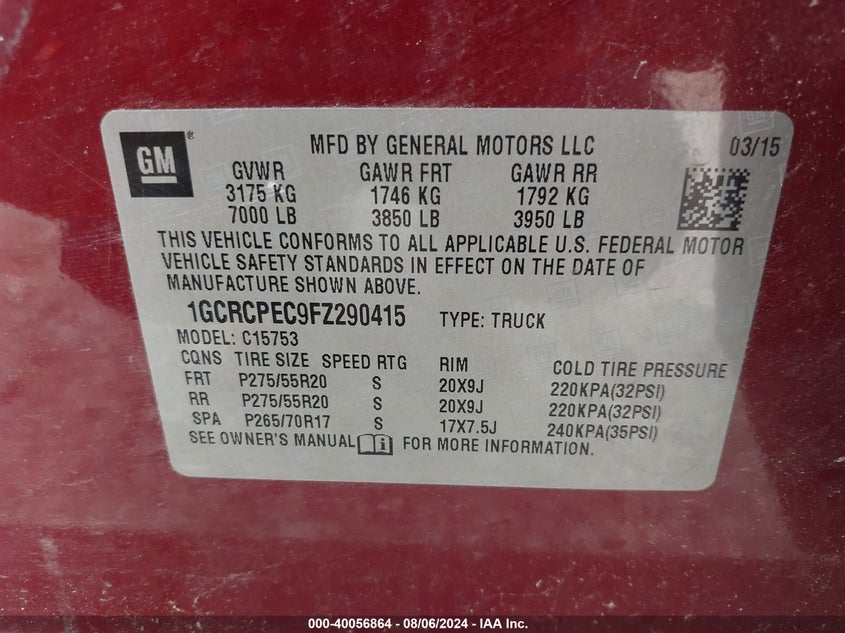 GM
MFD BY GENERAL MOTORS LLC 03/15
GVWR GAWR FRT GAWR RR
3175 KG 1746 KG 1792 KG
7000 LB 3850 LB 3950 LB
THIS VEHICLE CONFORMS TO ALL APPLICABLE U.S. FEDERAL MOTOR
VEHICLE SAFETY STANDARDS IN EFFECT ON THE DATE OF
MANUFACTURE SHOWN ABOVE.
1GCRCPEC9FZ290415 TYPE: TRUCK
MODEL: C15753
CQNS TIRE SIZE SPEED RTG RIM COLD TIRE PRESSURE
FRT P275/55R20 S 20X9J 220KPA(32PSI)
RR P275/55R20 S 20X9J 220KPA(32PSI)
SPA P265/70R17 S 17X7.5J 240KPA(35PSI)
SEE OWNER'S MANUAL FOR MORE INFORMATION.
000-40056864 - 08/06/2024 - IAA Inc.